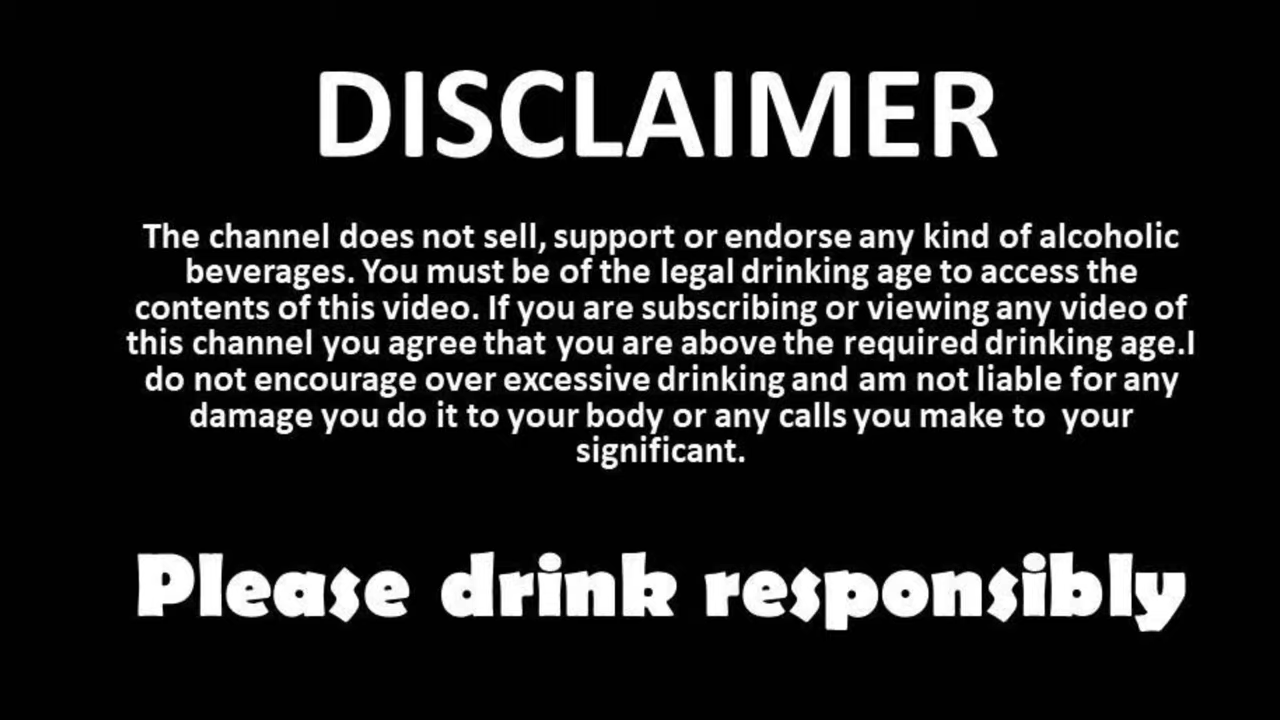 DISCLAIMER
The channel does not sell, support or endorse any kind of alcoholic
beverages. You must be of the legal drinking age to access the
contents of this video. If you are subscribing or viewing any video of
this channel you agree that you are above the required drinking age.I
do not encourage over excessive drinking and am not liable for any
damage you do it to your body or any calls you make to your
significant.
Please drink responsibly